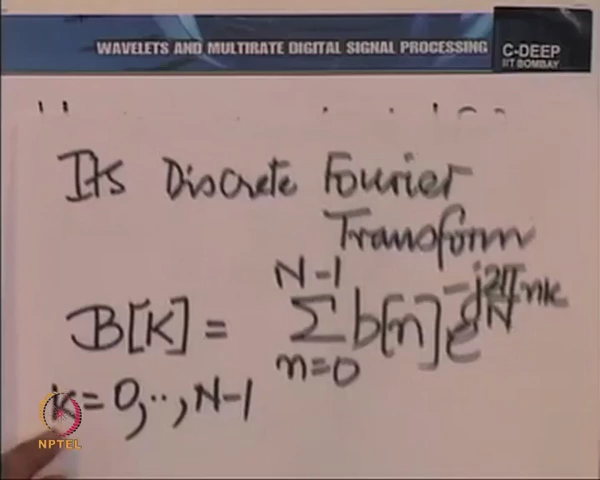 WAVELETS AND MULTIRATE DIGITAL SIGNAL PROCESSING
C-DEEP
IIT BOMBAY
Its Discrete Fourier
Transform
N-1
B[k] = Σ b[n] e^{-j 2π/N nk}
n=0
k=0,..,N-1
NPTEL